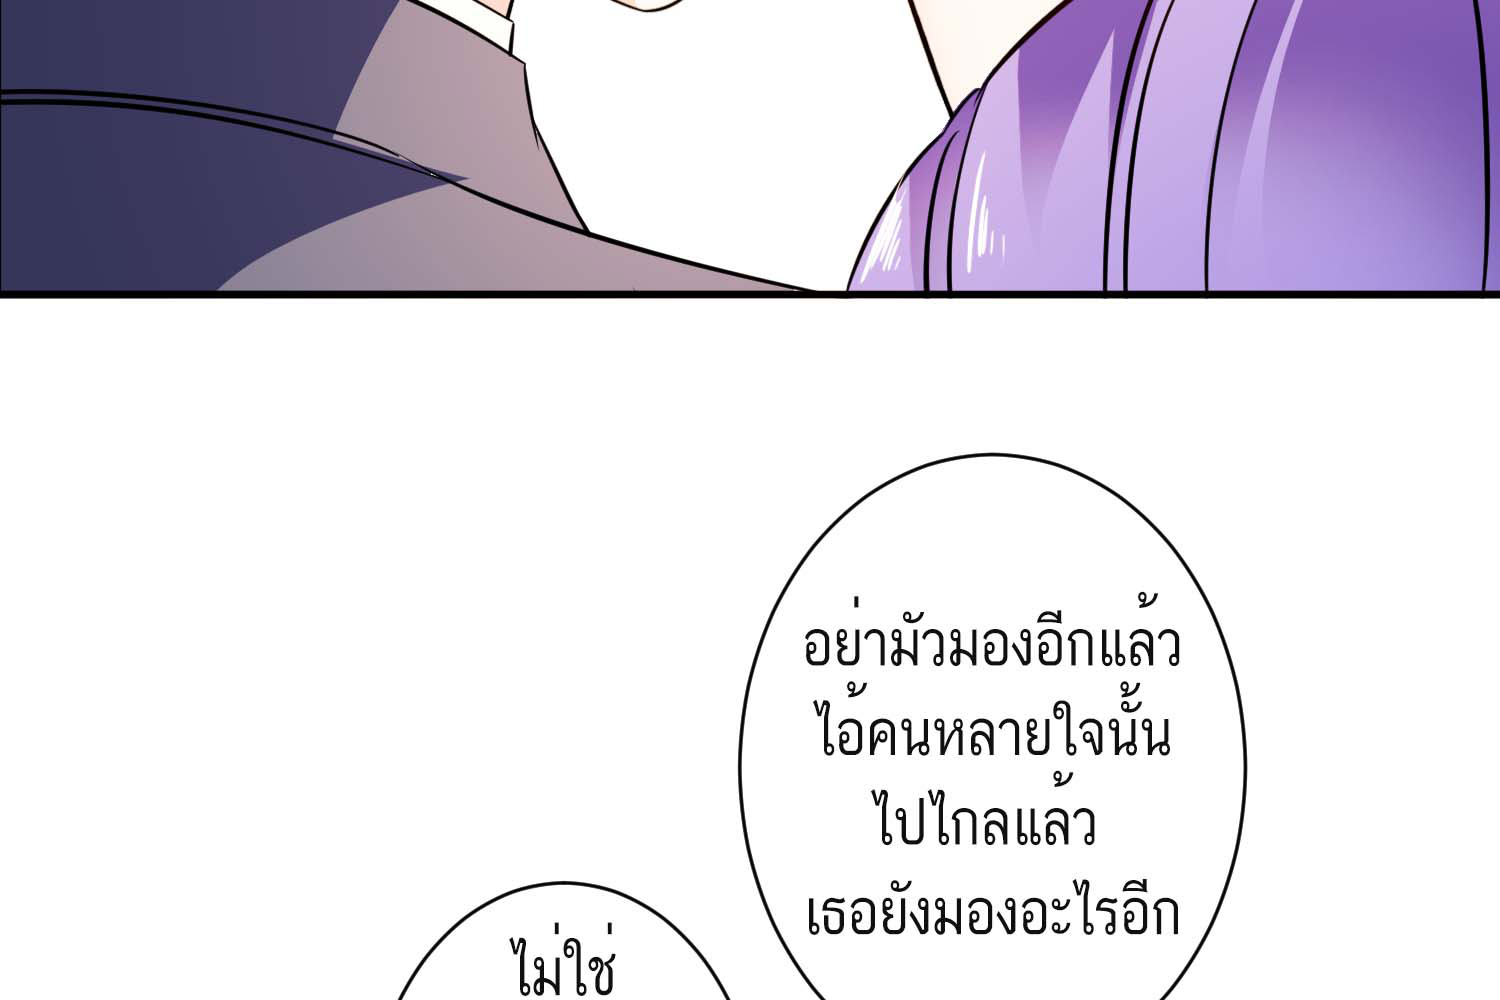 อย่ามัวมองอีกแล้ว
ไอ้คนหลายใจนั้น
ไปไกลแล้ว
เธอยังมองอะไรอีก
ไม่ใช่